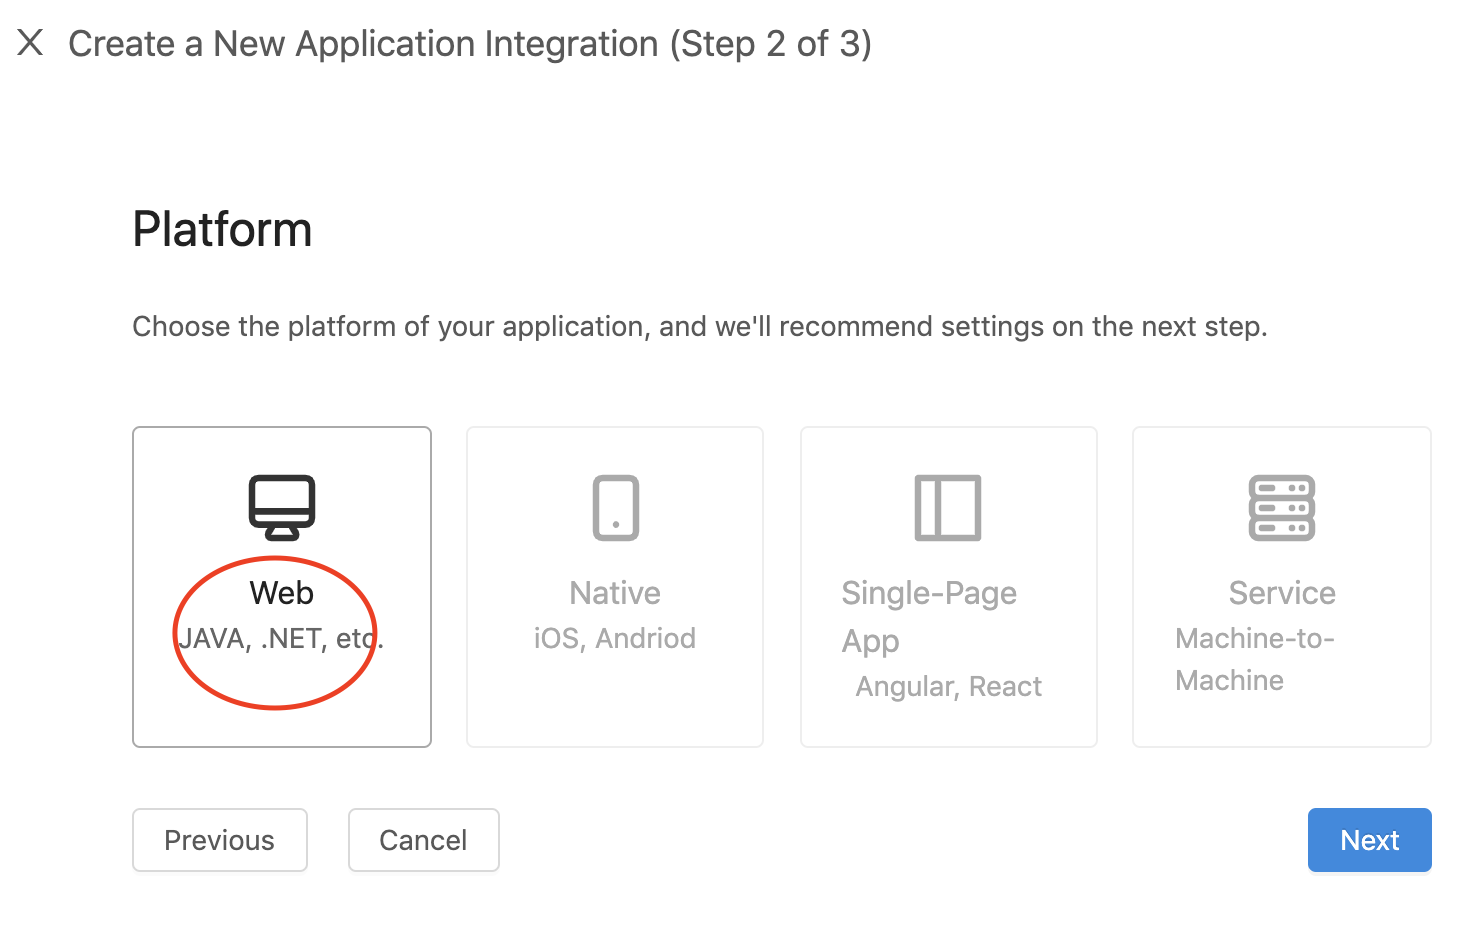 X Create a New Application Integration (Step 2 of 3)
Platform
Choose the platform of your application, and we'll recommend settings on the next step.
Web
JAVA, .NET, etc.
Native
iOS, Andriod
Single-Page
App
Angular, React
Service
Machine-to-
Machine
Previous
Cancel
Next